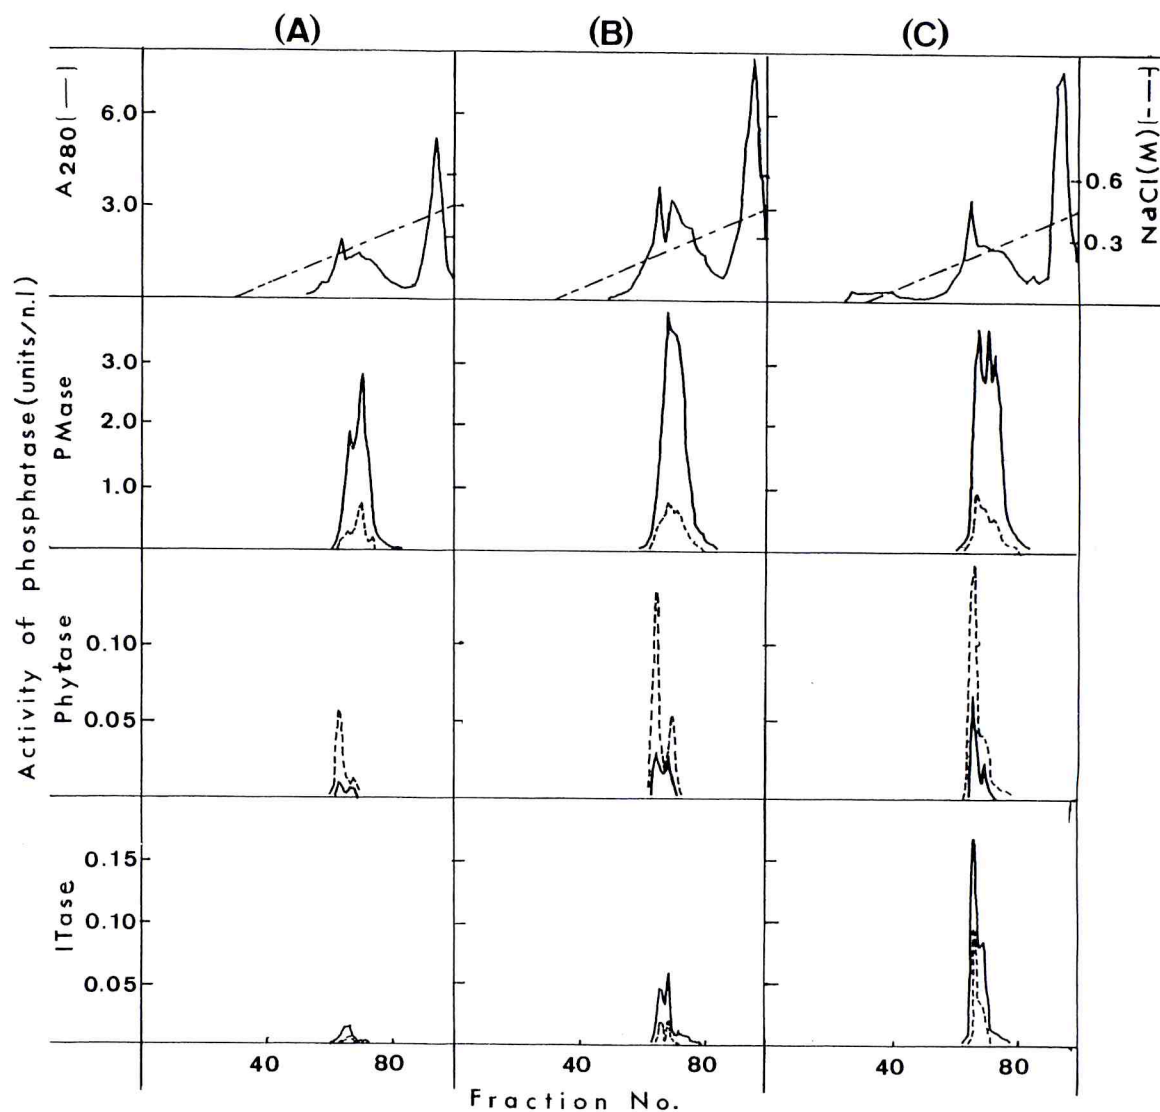 (A) (B) (C)
A280(—)
6.0
3.0
NaCl(M)(-—-)
0.6
0.3
Activity of phosphatase(units/n.l)
PMase
3.0
2.0
1.0
Phytase
0.10
0.05
ITase
0.15
0.10
0.05
40 80 40 80 40 80
Fraction No.